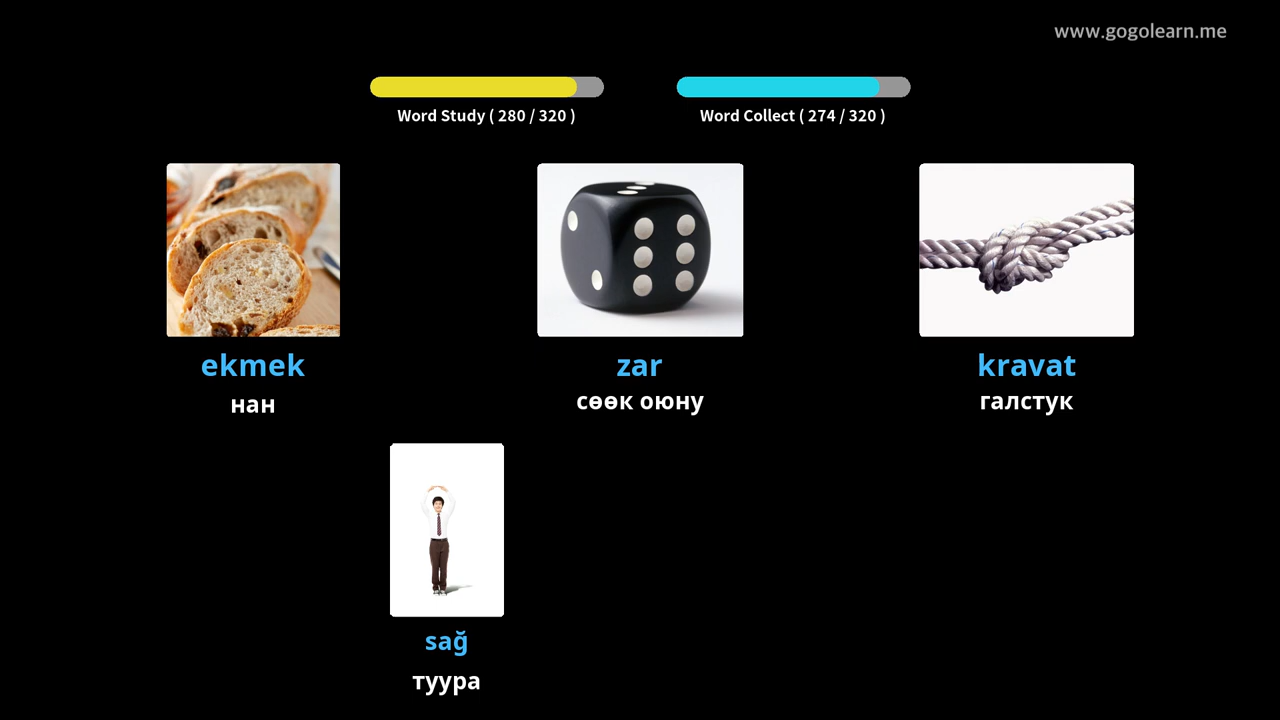 www.gogolearn.me
Word Study ( 280 / 320 )
Word Collect ( 274 / 320 )
ekmek
нан
zar
сөөк оюну
kravat
галстук
sağ
туура